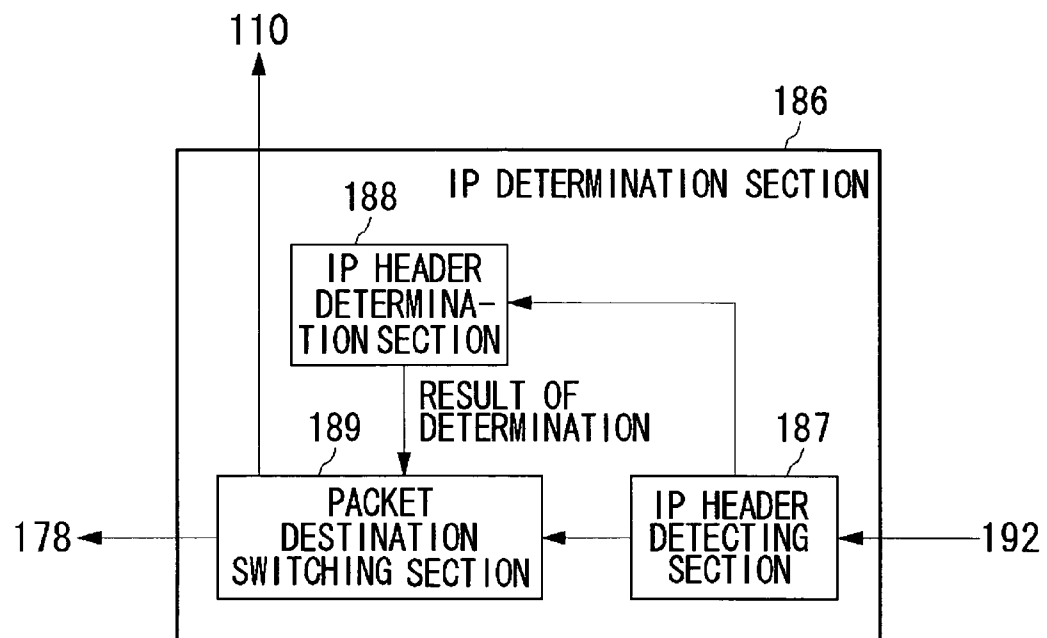 110
186
IP DETERMINATION SECTION
188
IP HEADER
DETERMINA-
TION SECTION
RESULT OF
DETERMINATION
189
187
PACKET
DESTINATION
SWITCHING SECTION
IP HEADER
DETECTING
SECTION
178
192